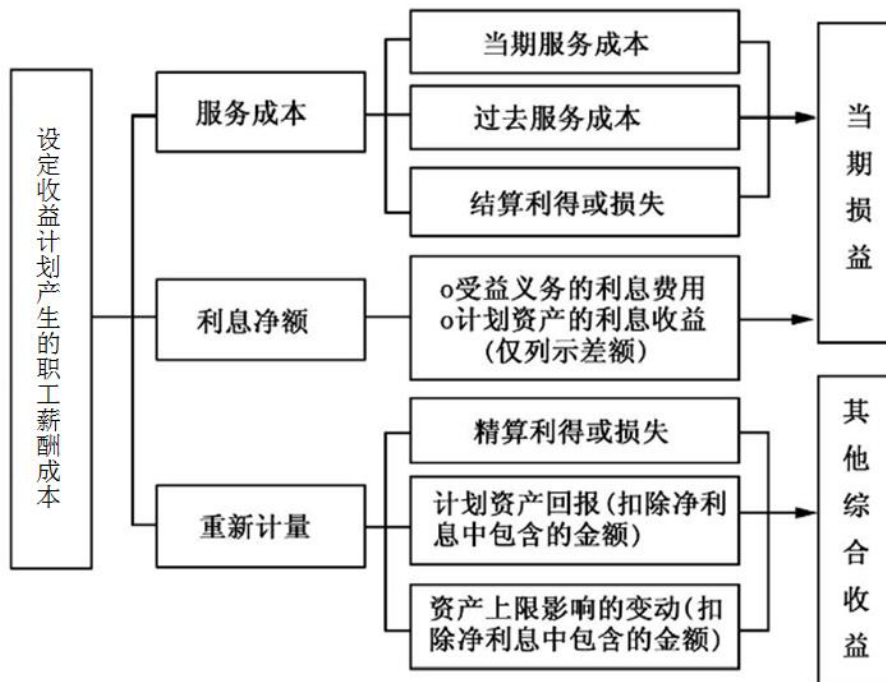 设定收益计划产生的职工薪酬成本
服务成本
当期服务成本
过去服务成本
结算利得或损失
当期损益
利息净额
o受益义务的利息费用
o计划资产的利息收益
(仅列示差额)
重新计量
精算利得或损失
计划资产回报(扣除净利
息中包含的金额)
资产上限影响的变动(扣
除净利息中包含的金额)
其他综合收益